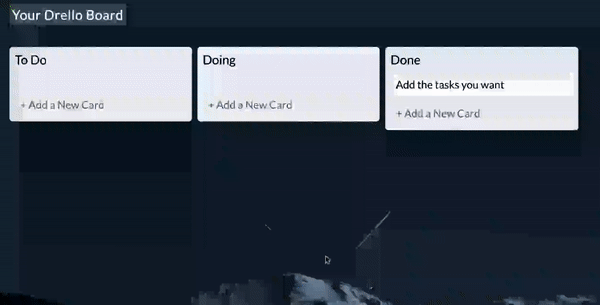 Your Drello Board
To Do
+ Add a New Card
Doing
+ Add a New Card
Done
Add the tasks you want
+ Add a New Card